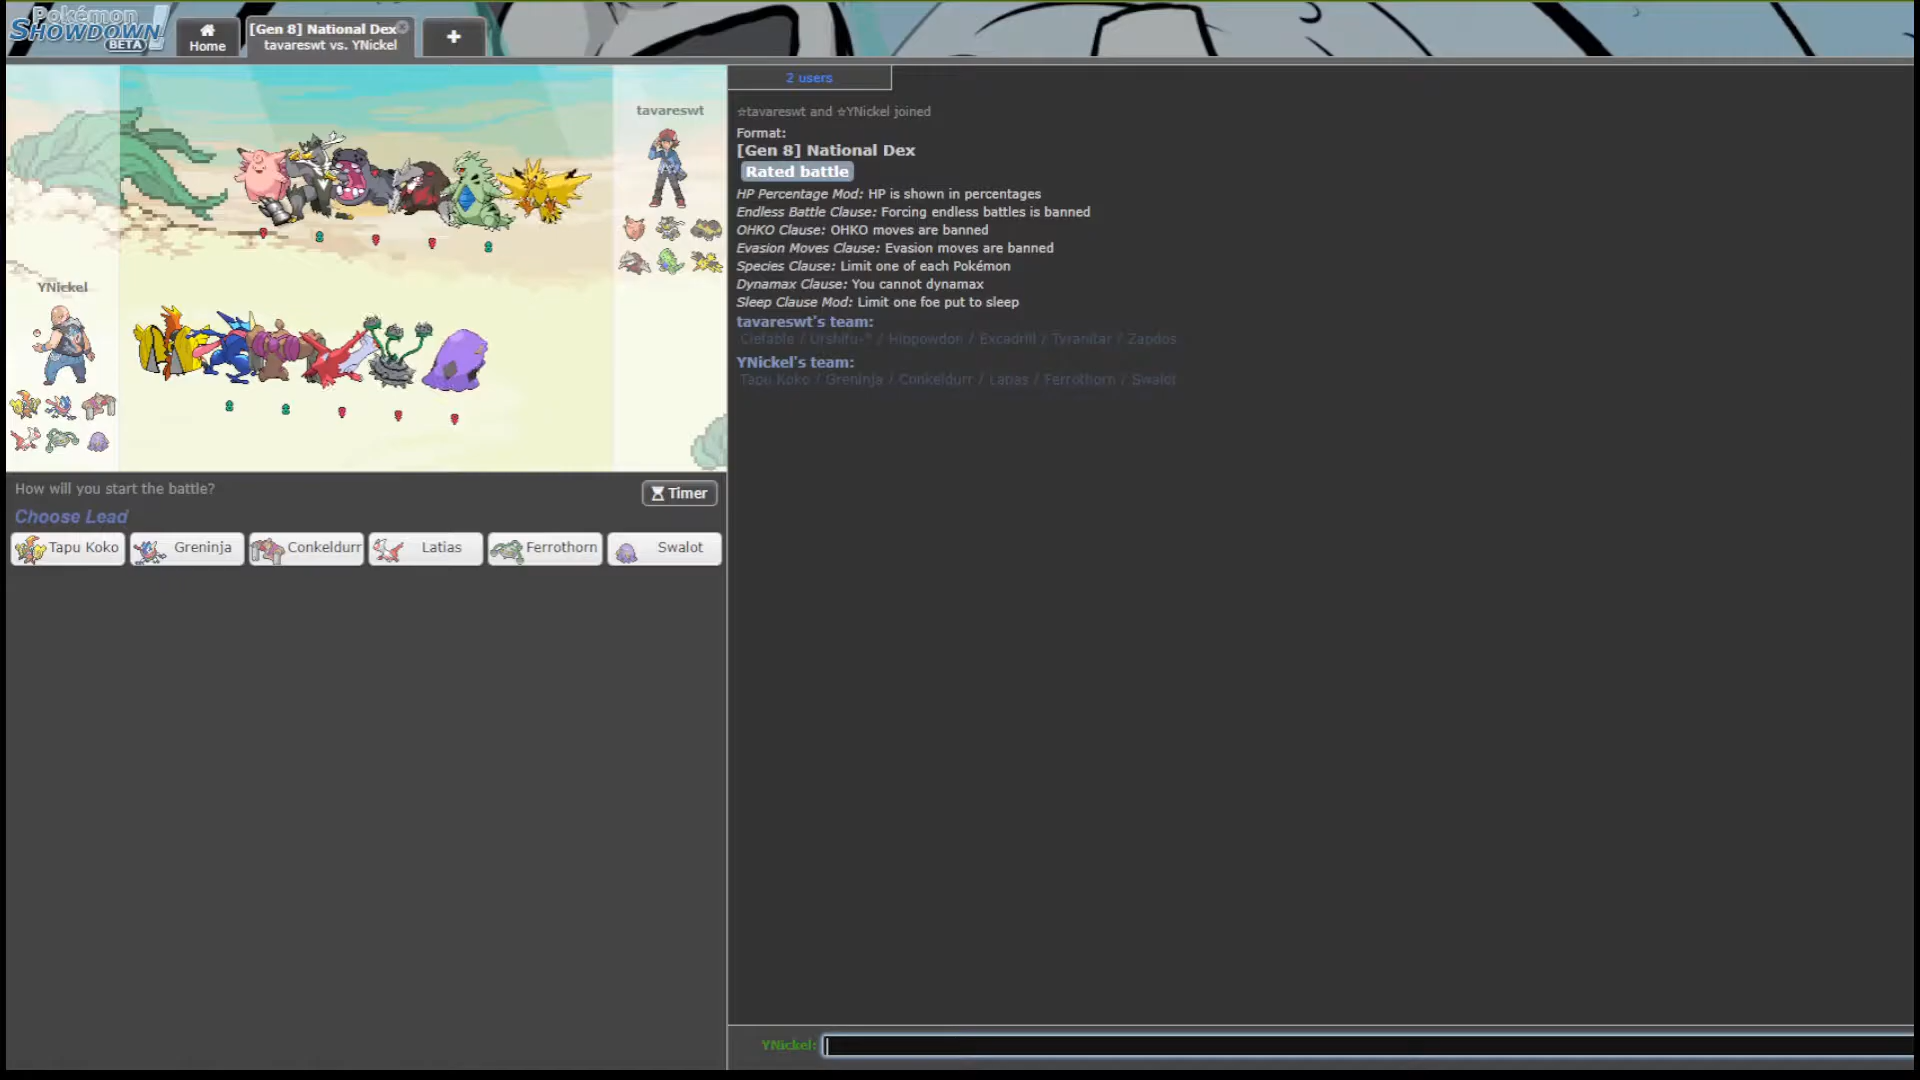 Pokémon
SHOWDOWN!
BETA
Home
[Gen 8] National Dex
tavareswt vs. YNickel
+
2 users
tavareswt
YNickel
☆tavareswt and ☆YNickel joined
Format:
[Gen 8] National Dex
Rated battle
HP Percentage Mod: HP is shown in percentages
Endless Battle Clause: Forcing endless battles is banned
OHKO Clause: OHKO moves are banned
Evasion Moves Clause: Evasion moves are banned
Species Clause: Limit one of each Pokémon
Dynamax Clause: You cannot dynamax
Sleep Clause Mod: Limit one foe put to sleep
tavareswt's team:
Clefable / Urshifu-* / Hippowdon / Excadrill / Tyranitar / Zapdos
YNickel's team:
Tapu Koko / Greninja / Conkeldurr / Latias / Ferrothorn / Swalot
How will you start the battle?
Timer
Choose Lead
Tapu Koko
Greninja
Conkeldurr
Latias
Ferrothorn
Swalot
YNickel: